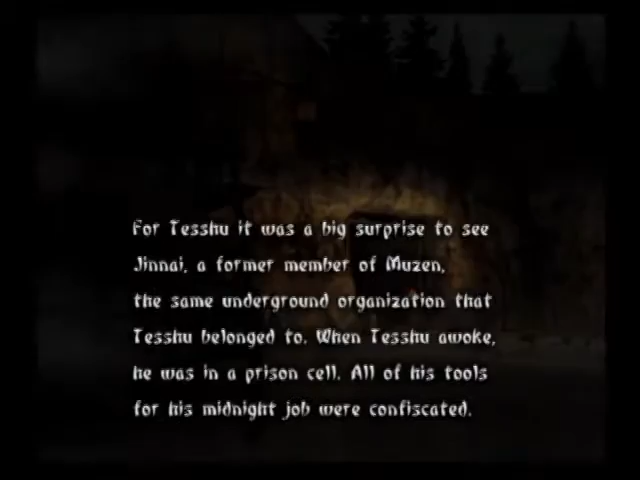 For Tesshu it was a big surprise to see
Jinnai, a former member of Muzen,
the same underground organization that
Tesshu belonged to. When Tesshu awoke,
he was in a prison cell. All of his tools
for his midnight job were confiscated.